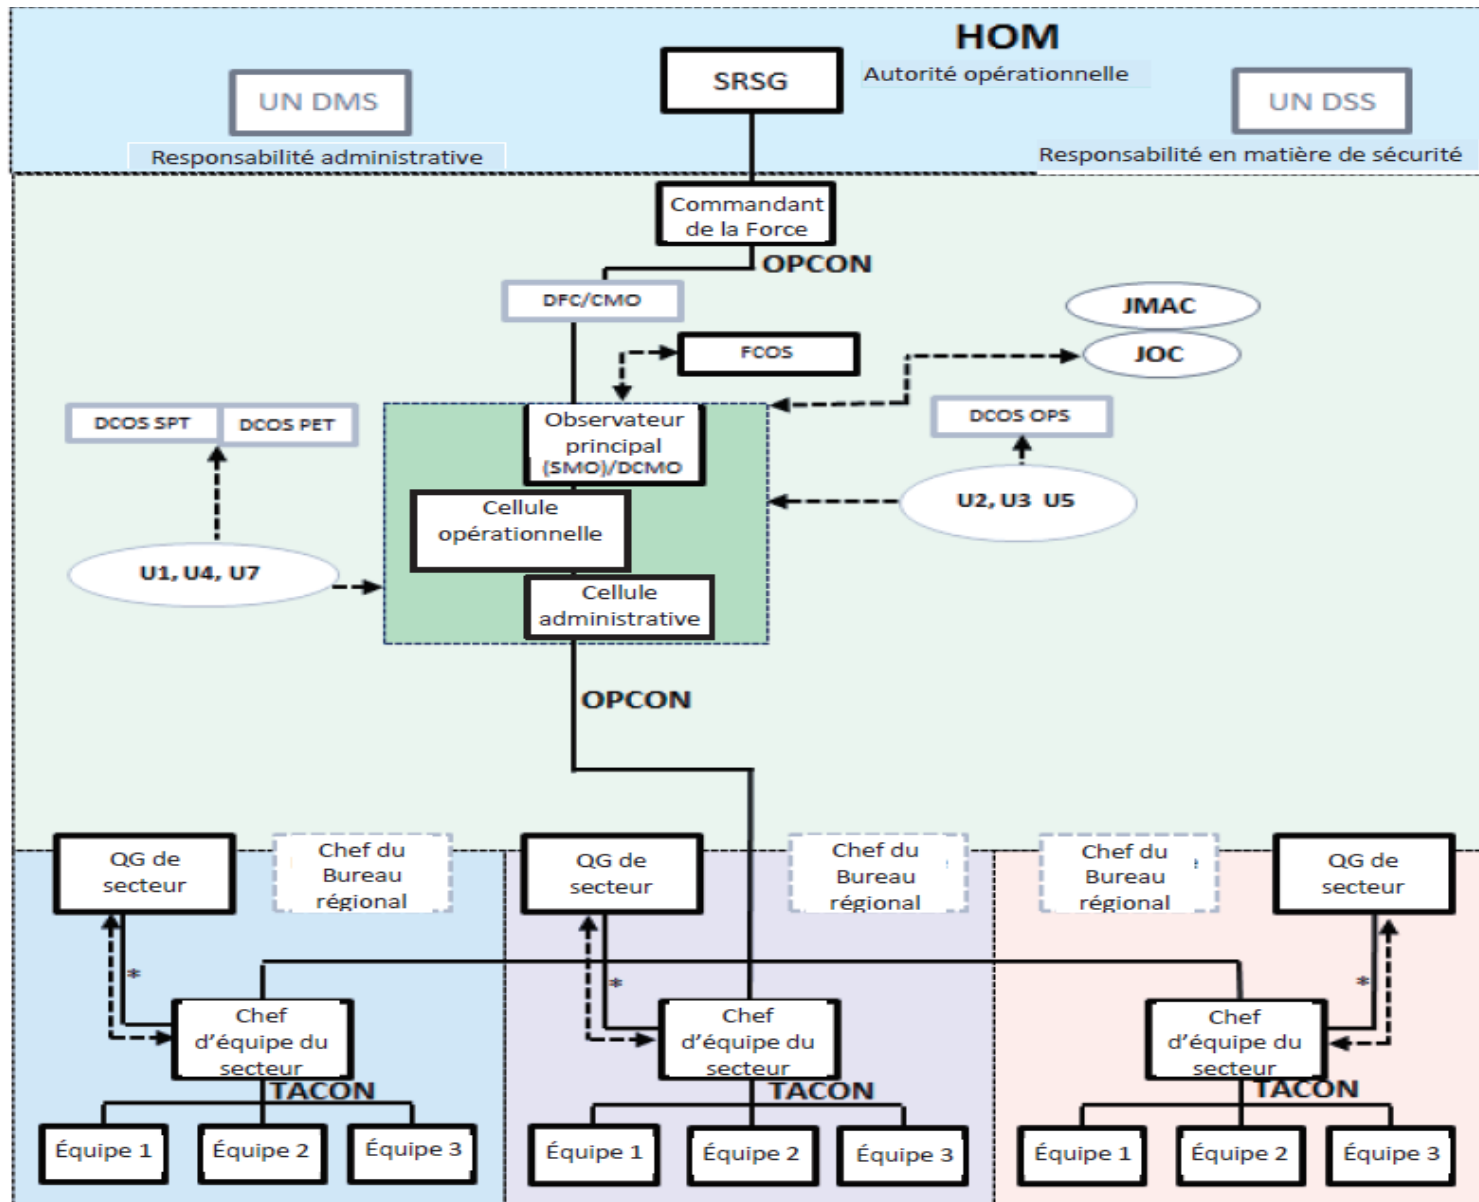 HOM
SRSG
Autorité opérationnelle
UN DMS
UN DSS
Responsabilité administrative
Responsabilité en matière de sécurité
Commandant
de la Force
OPCON
DFC/CMO
JMAC
FCOS
JOC
DCOS SPT
DCOS PET
Observateur
principal
(SMO)/DCMO
DCOS OPS
Cellule
opérationnelle
U2, U3 U5
U1, U4, U7
Cellule
administrative
OPCON
QG de
secteur
Chef du
Bureau
régional
QG de
secteur
Chef du
Bureau
régional
Chef du
Bureau
régional
QG de
secteur
*
*
*
Chef
d'équipe du
secteur
Chef
d'équipe du
secteur
Chef
d'équipe du
secteur
TACON
TACON
TACON
Équipe 1
Équipe 2
Équipe 3
Équipe 1
Équipe 2
Équipe 3
Équipe 1
Équipe 2
Équipe 3